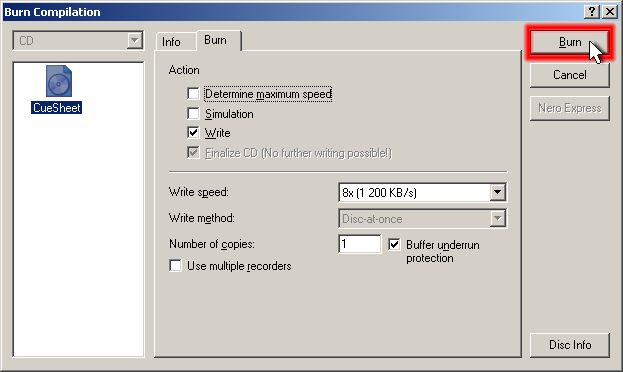 Burn Compilation
CD
CueSheet
Info
Burn
Action
Determine maximum speed
Simulation
Write
Finalize CD (No further writing possible!)
Write speed:
8x (1 200 KB/s)
Write method:
Disc-at-once
Number of copies:
1
Buffer underrun
protection
Use multiple recorders
Burn
Cancel
Nero Express
Disc Info